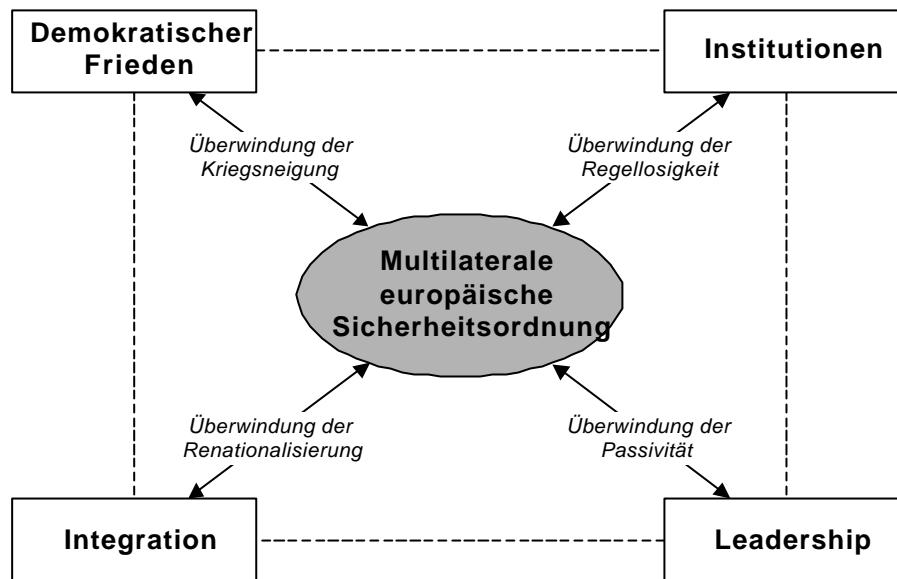 Demokratischer
Frieden
Institutionen
Überwindung der
Kriegsneigung
Überwindung der
Regellosigkeit
Multilaterale
europäische
Sicherheitsordnung
Überwindung der
Renationalisierung
Überwindung der
Passivität
Integration
Leadership